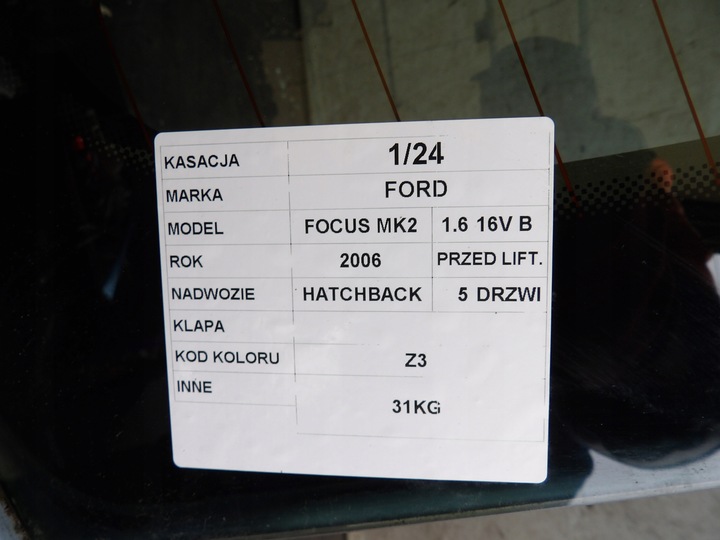 KASACJA 1/24
MARKA FORD
MODEL FOCUS MK2 1.6 16V B
ROK 2006 PRZED LIFT.
NADWOZIE HATCHBACK 5 DRZWI
KLAPA
KOD KOLORU Z3
INNE 31KG